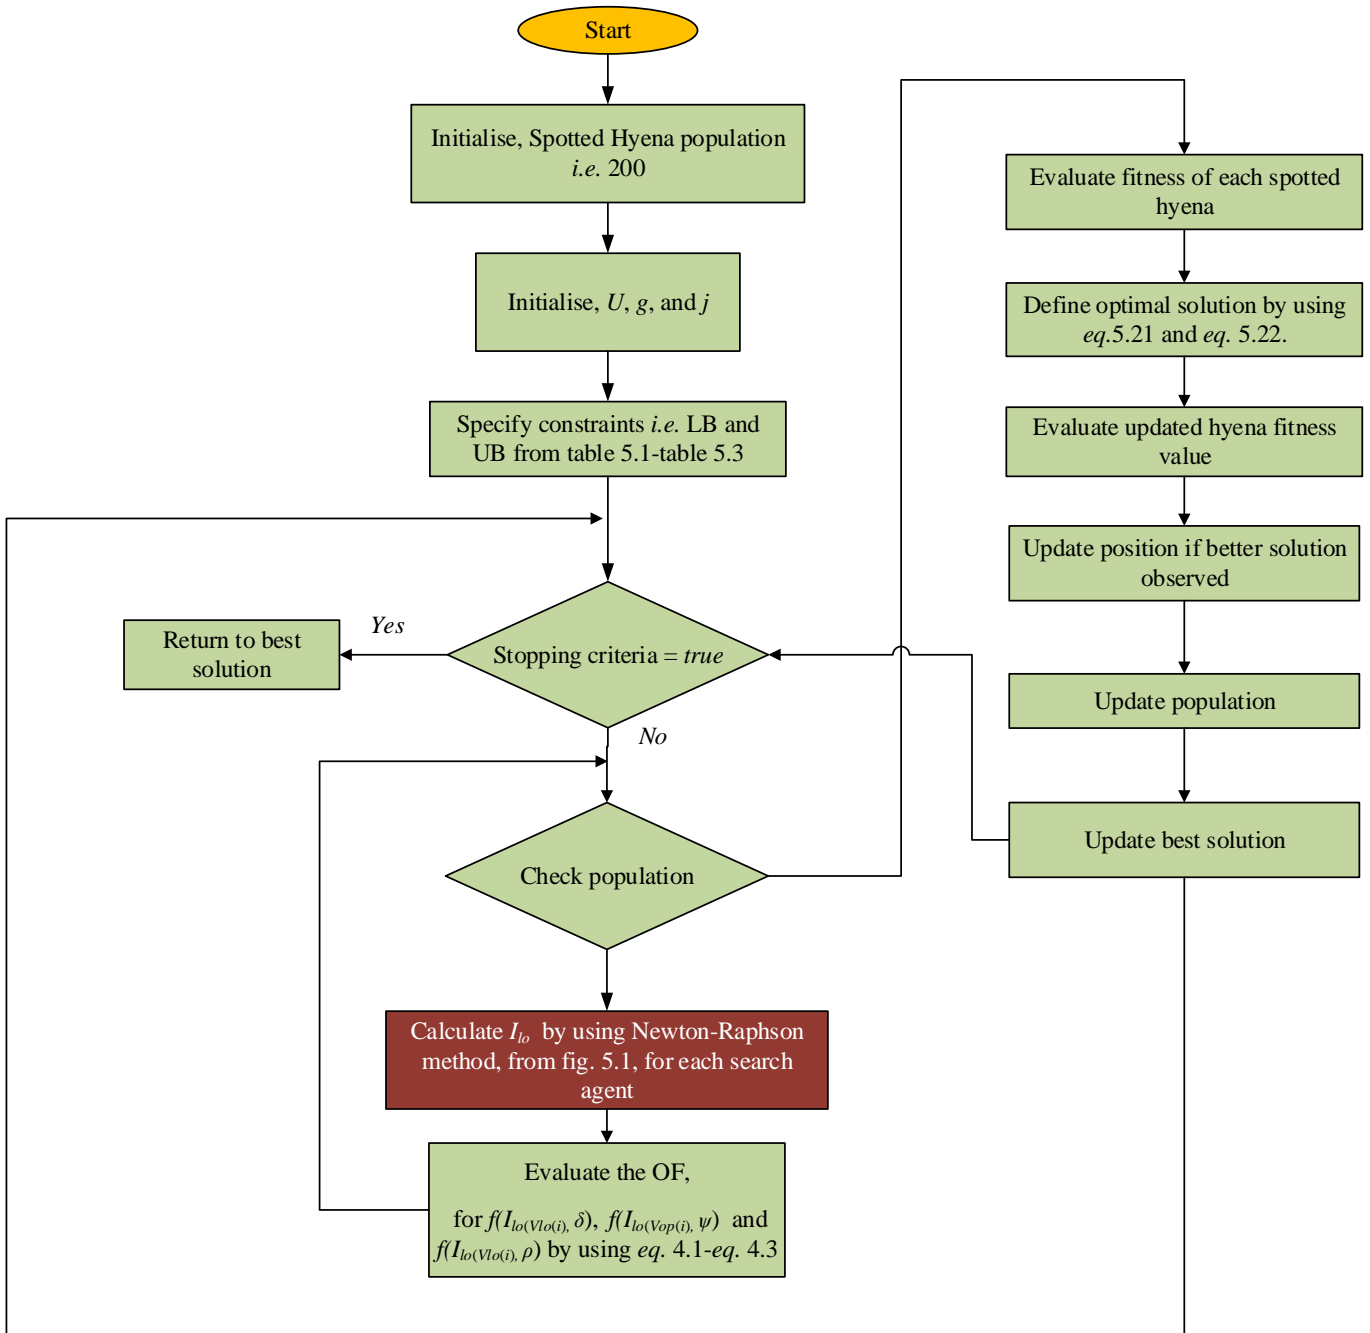 Start
Initialise, Spotted Hyena population
i.e. 200
Initialise, U, g, and j
Specify constraints i.e. LB and
UB from table 5.1-table 5.3
Stopping criteria = true
Yes
Return to best
solution
No
Check population
Calculate I_lo by using Newton-Raphson
method, from fig. 5.1, for each search
agent
Evaluate the OF,
for f(I_lo(Vlo(i), δ), f(I_lo(Vop(i), ψ) and
f(I_lo(Vlo(i), ρ) by using eq. 4.1-eq. 4.3
Evaluate fitness of each spotted
hyena
Define optimal solution by using
eq.5.21 and eq. 5.22.
Evaluate updated hyena fitness
value
Update position if better solution
observed
Update population
Update best solution